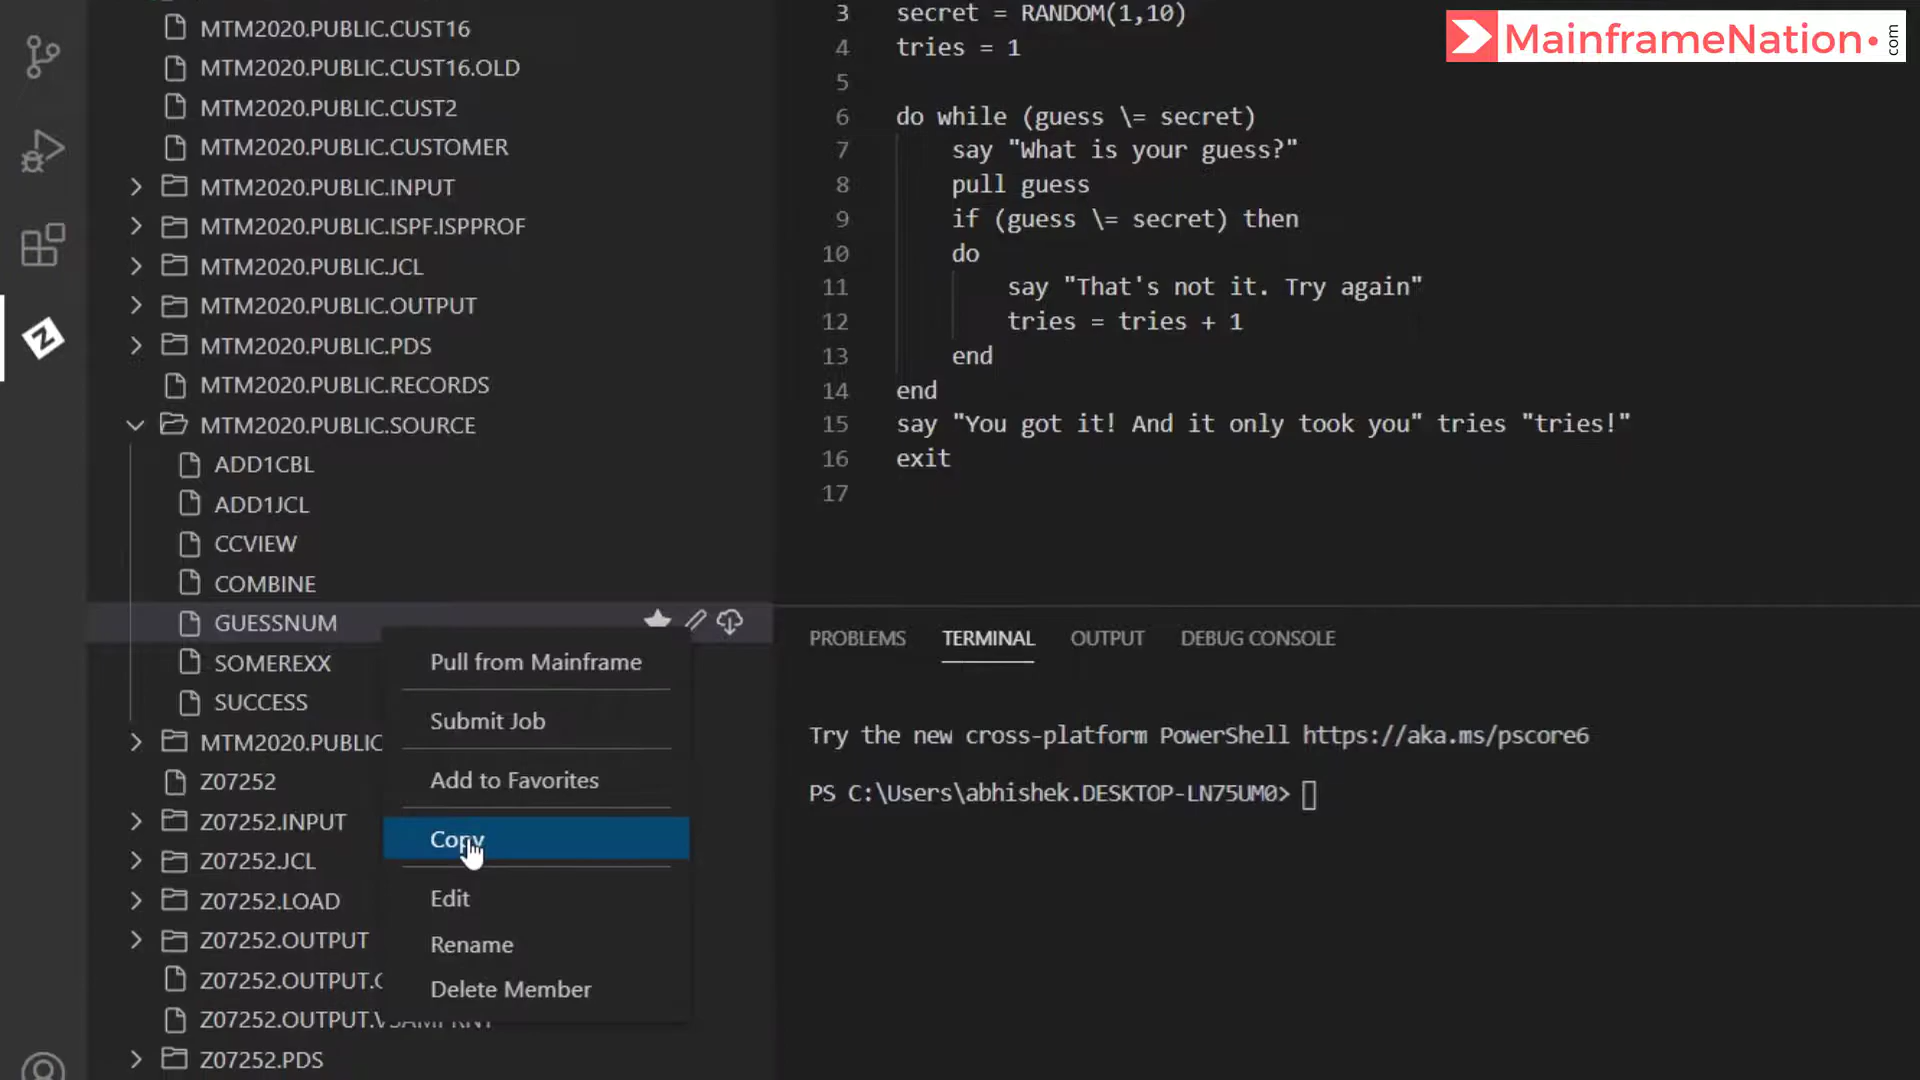 MTM2020.PUBLIC.CUST16
MTM2020.PUBLIC.CUST16.OLD
MTM2020.PUBLIC.CUST2
MTM2020.PUBLIC.CUSTOMER
MTM2020.PUBLIC.INPUT
MTM2020.PUBLIC.ISPF.ISPPROF
MTM2020.PUBLIC.JCL
MTM2020.PUBLIC.OUTPUT
MTM2020.PUBLIC.PDS
MTM2020.PUBLIC.RECORDS
MTM2020.PUBLIC.SOURCE
ADD1CBL
ADD1JCL
CCVIEW
COMBINE
GUESSNUM
SOMEREXX
SUCCESS
MTM2020.PUBLIC
Z07252
Z07252.INPUT
Z07252.JCL
Z07252.LOAD
Z07252.OUTPUT
Z07252.OUTPUT.
Z07252.OUTPUT.
Z07252.PDS
Pull from Mainframe
Submit Job
Add to Favorites
Copy
Edit
Rename
Delete Member
3 secret = RANDOM(1,10)
4 tries = 1
5
6 do while (guess \= secret)
7 say "What is your guess?"
8 pull guess
9 if (guess \= secret) then
10 do
11 say "That's not it. Try again"
12 tries = tries + 1
13 end
14 end
15 say "You got it! And it only took you" tries "tries!"
16 exit
17
PROBLEMS TERMINAL OUTPUT DEBUG CONSOLE
Try the new cross-platform PowerShell https://aka.ms/pscore6
PS C:\Users\abhishek.DESKTOP-LN75UM0>
MainframeNation.com